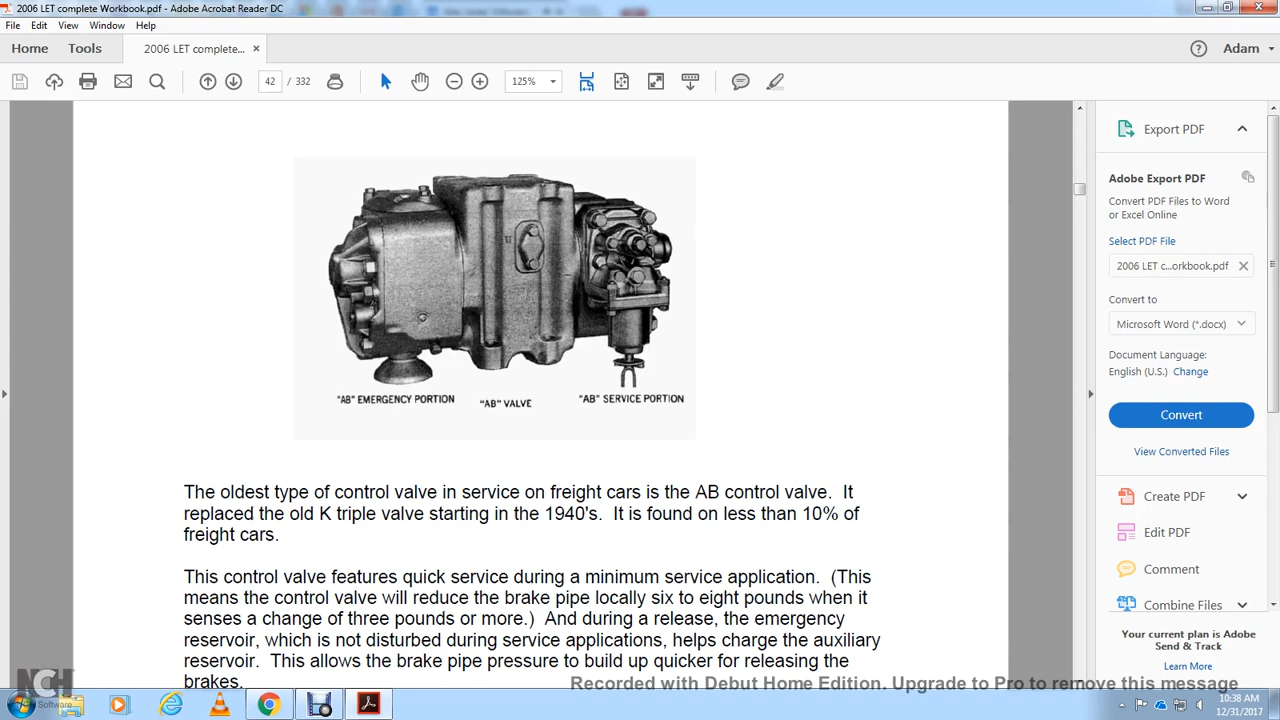 2006 LET complete Workbook.pdf - Adobe Acrobat Reader DC
File Edit View Window Help
Home Tools 2006 LET complete... × Adam
42 / 332 125%
Export PDF
Adobe Export PDF
Convert PDF Files to Word
or Excel Online
Select PDF File
2006 LET c...orkbook.pdf
Convert to
Microsoft Word (*.docx)
Document Language:
English (U.S.) Change
Convert
View Converted Files
Create PDF
Edit PDF
Comment
Combine Files
Your current plan is Adobe
Send & Track
Learn More
"AB" EMERGENCY PORTION "AB" VALVE "AB" SERVICE PORTION
The oldest type of control valve in service on freight cars is the AB control valve. It
replaced the old K triple valve starting in the 1940's. It is found on less than 10% of
freight cars.
This control valve features quick service during a minimum service application. (This
means the control valve will reduce the brake pipe locally six to eight pounds when it
senses a change of three pounds or more.) And during a release, the emergency
reservoir, which is not disturbed during service applications, helps charge the auxiliary
reservoir. This allows the brake pipe pressure to build up quicker for releasing the
brakes.
NCH Software
Recorded with Debut Home Edition. Upgrade to Pro to remove this message
10:38 AM
12/31/2017